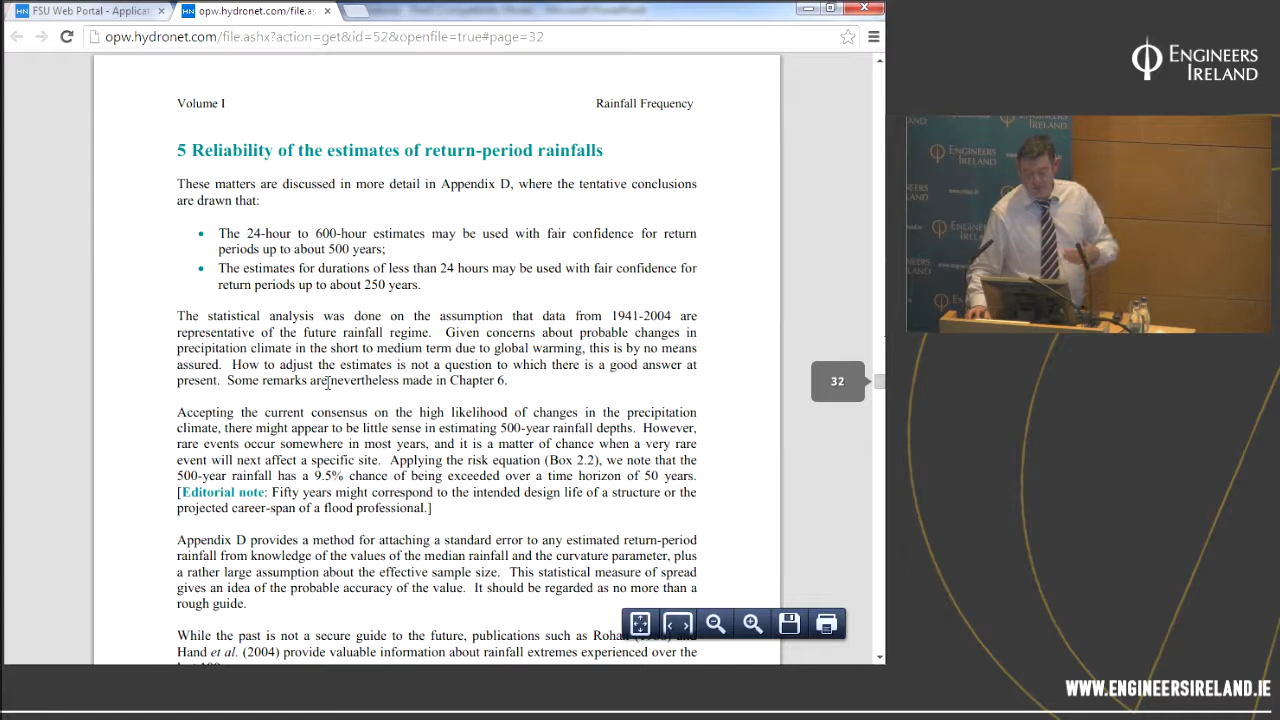 FSU Web Portal - Applicat
opw.hydronet.com/file.as
opw.hydronet.com/file.ashx?action=get&id=52&openfile=true#page=32
ENGINEERS
IRELAND
Volume I
Rainfall Frequency
5 Reliability of the estimates of return-period rainfalls
These matters are discussed in more detail in Appendix D, where the tentative conclusions
are drawn that:
• The 24-hour to 600-hour estimates may be used with fair confidence for return
periods up to about 500 years;
• The estimates for durations of less than 24 hours may be used with fair confidence for
return periods up to about 250 years.
The statistical analysis was done on the assumption that data from 1941-2004 are
representative of the future rainfall regime. Given concerns about probable changes in
precipitation climate in the short to medium term due to global warming, this is by no means
assured. How to adjust the estimates is not a question to which there is a good answer at
present. Some remarks are nevertheless made in Chapter 6.
32
Accepting the current consensus on the high likelihood of changes in the precipitation
climate, there might appear to be little sense in estimating 500-year rainfall depths. However,
rare events occur somewhere in most years, and it is a matter of chance when a very rare
event will next affect a specific site. Applying the risk equation (Box 2.2), we note that the
500-year rainfall has a 9.5% chance of being exceeded over a time horizon of 50 years.
[Editorial note: Fifty years might correspond to the intended design life of a structure or the
projected career-span of a flood professional.]
Appendix D provides a method for attaching a standard error to any estimated return-period
rainfall from knowledge of the values of the median rainfall and the curvature parameter, plus
a rather large assumption about the effective sample size. This statistical measure of spread
gives an idea of the probable accuracy of the value. It should be regarded as no more than a
rough guide.
While the past is not a secure guide to the future, publications such as Rohan and
Hand et al. (2004) provide valuable information about rainfall extremes experienced over the
WWW.ENGINEERSIRELAND.IE